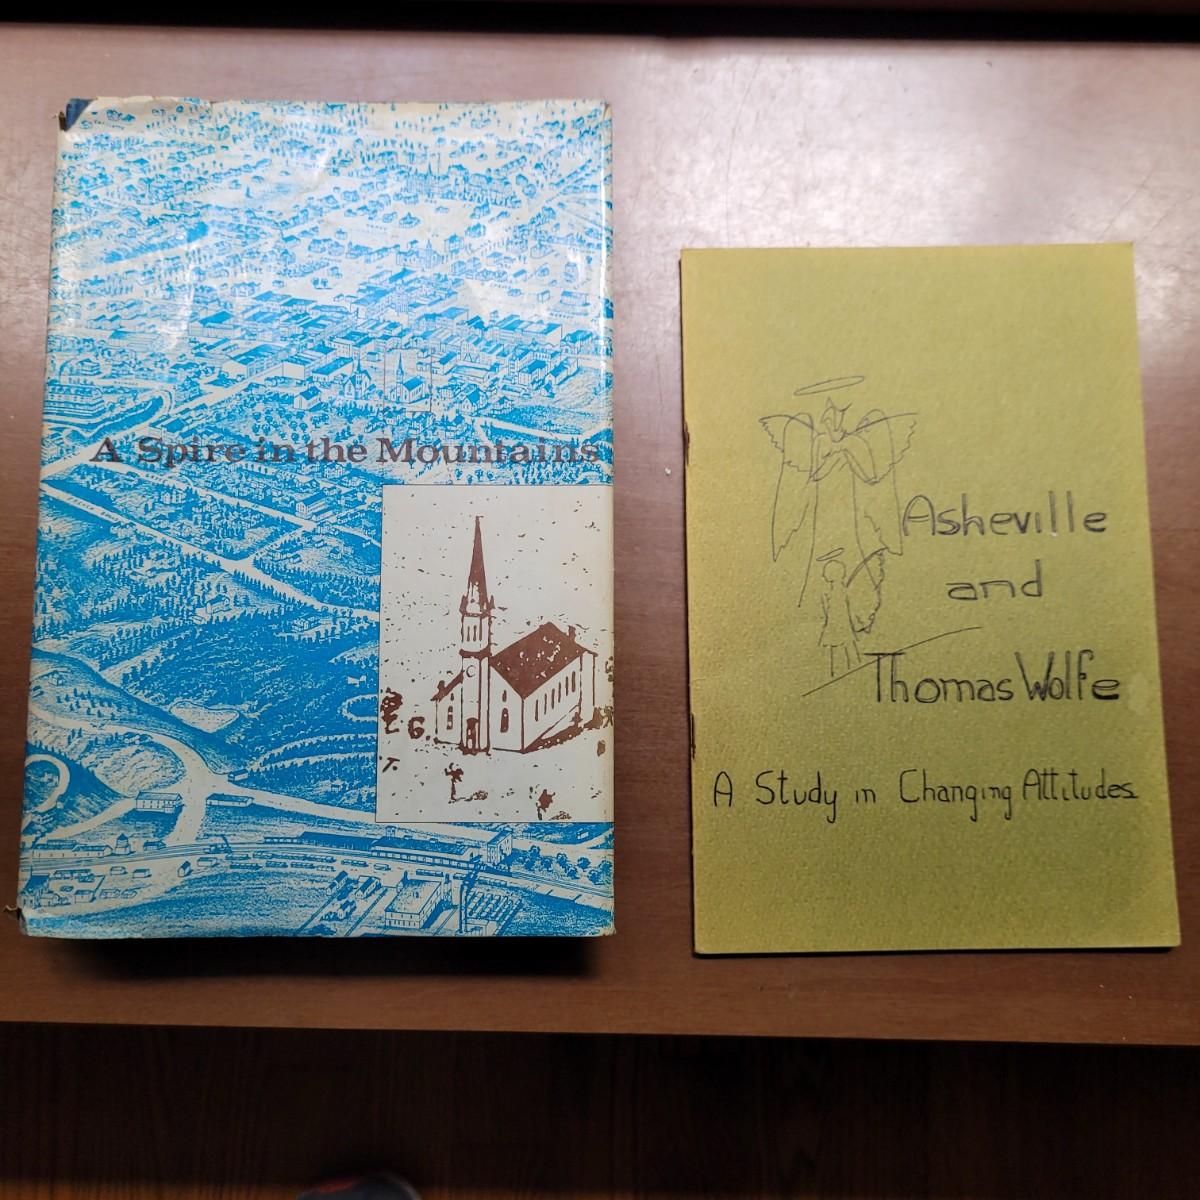 A Spire in the Mountains
G.
T.
Asheville
and
Thomas Wolfe
A Study in Changing Attitudes